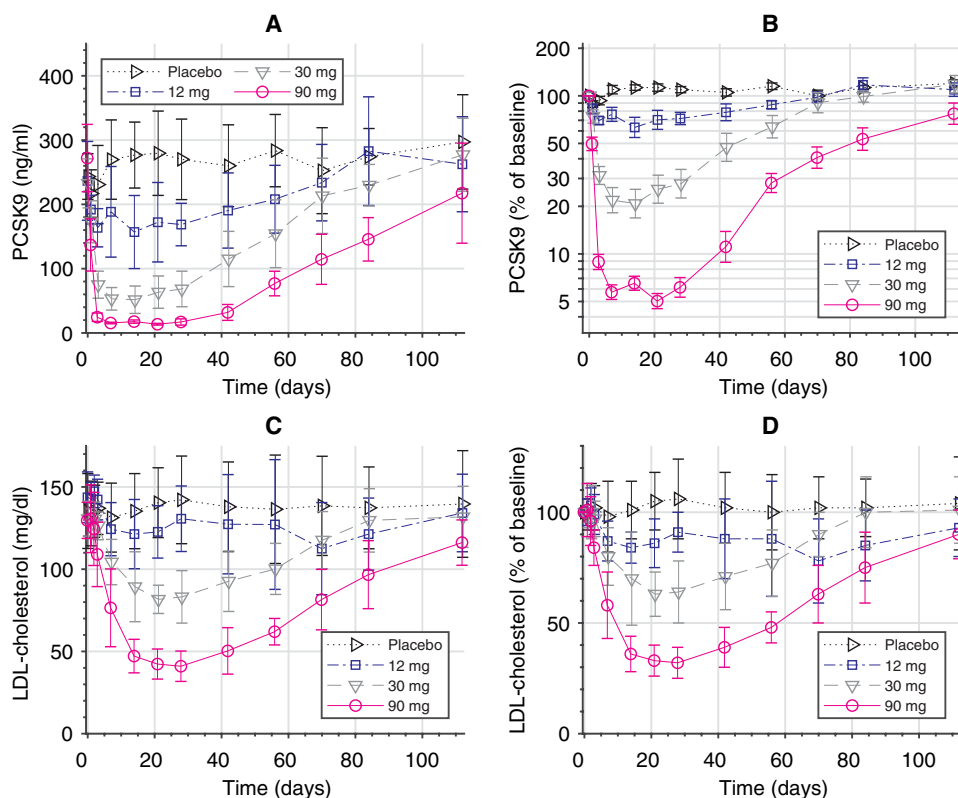 A
PCSK9 (ng/ml)
400
300
200
100
0
Placebo
12 mg
30 mg
90 mg
0 20 40 60 80 100
Time (days)
B
PCSK9 (% of baseline)
200
100
50
30
20
10
5
Placebo
12 mg
30 mg
90 mg
0 20 40 60 80 100
Time (days)
C
LDL-cholesterol (mg/dl)
150
100
50
0
Placebo
12 mg
30 mg
90 mg
0 20 40 60 80 100
Time (days)
D
LDL-cholesterol (% of baseline)
100
50
0
Placebo
12 mg
30 mg
90 mg
0 20 40 60 80 100
Time (days)